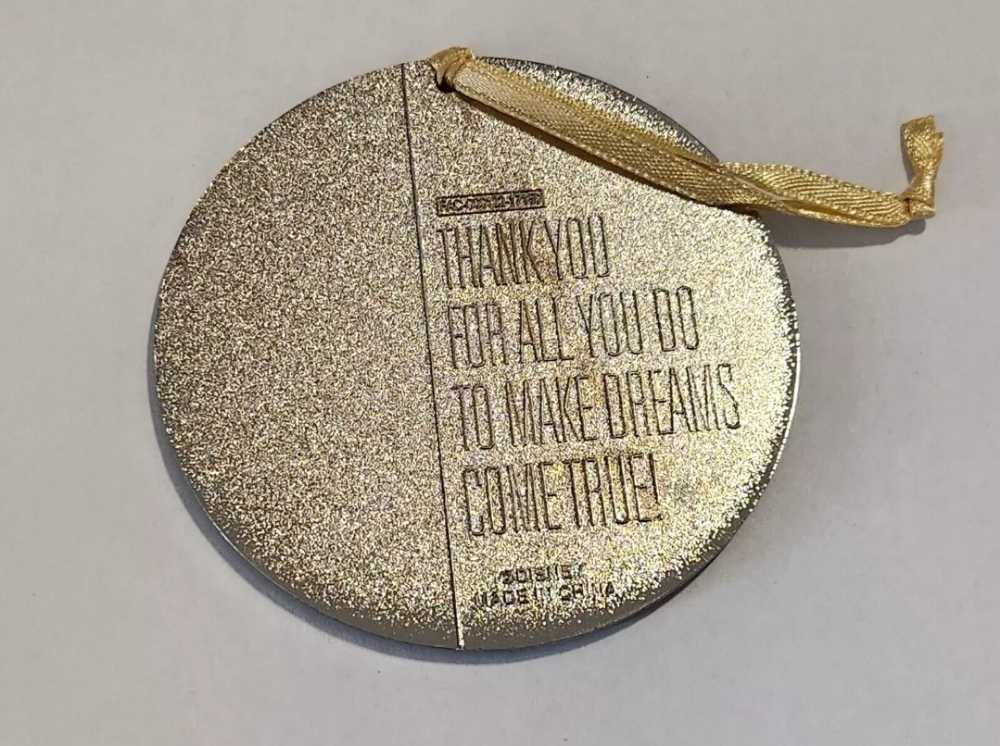 THANK YOU
FOR ALL YOU DO
TO MAKE DREAMS
COME TRUE!
©DISNEY
MADE IN CHINA